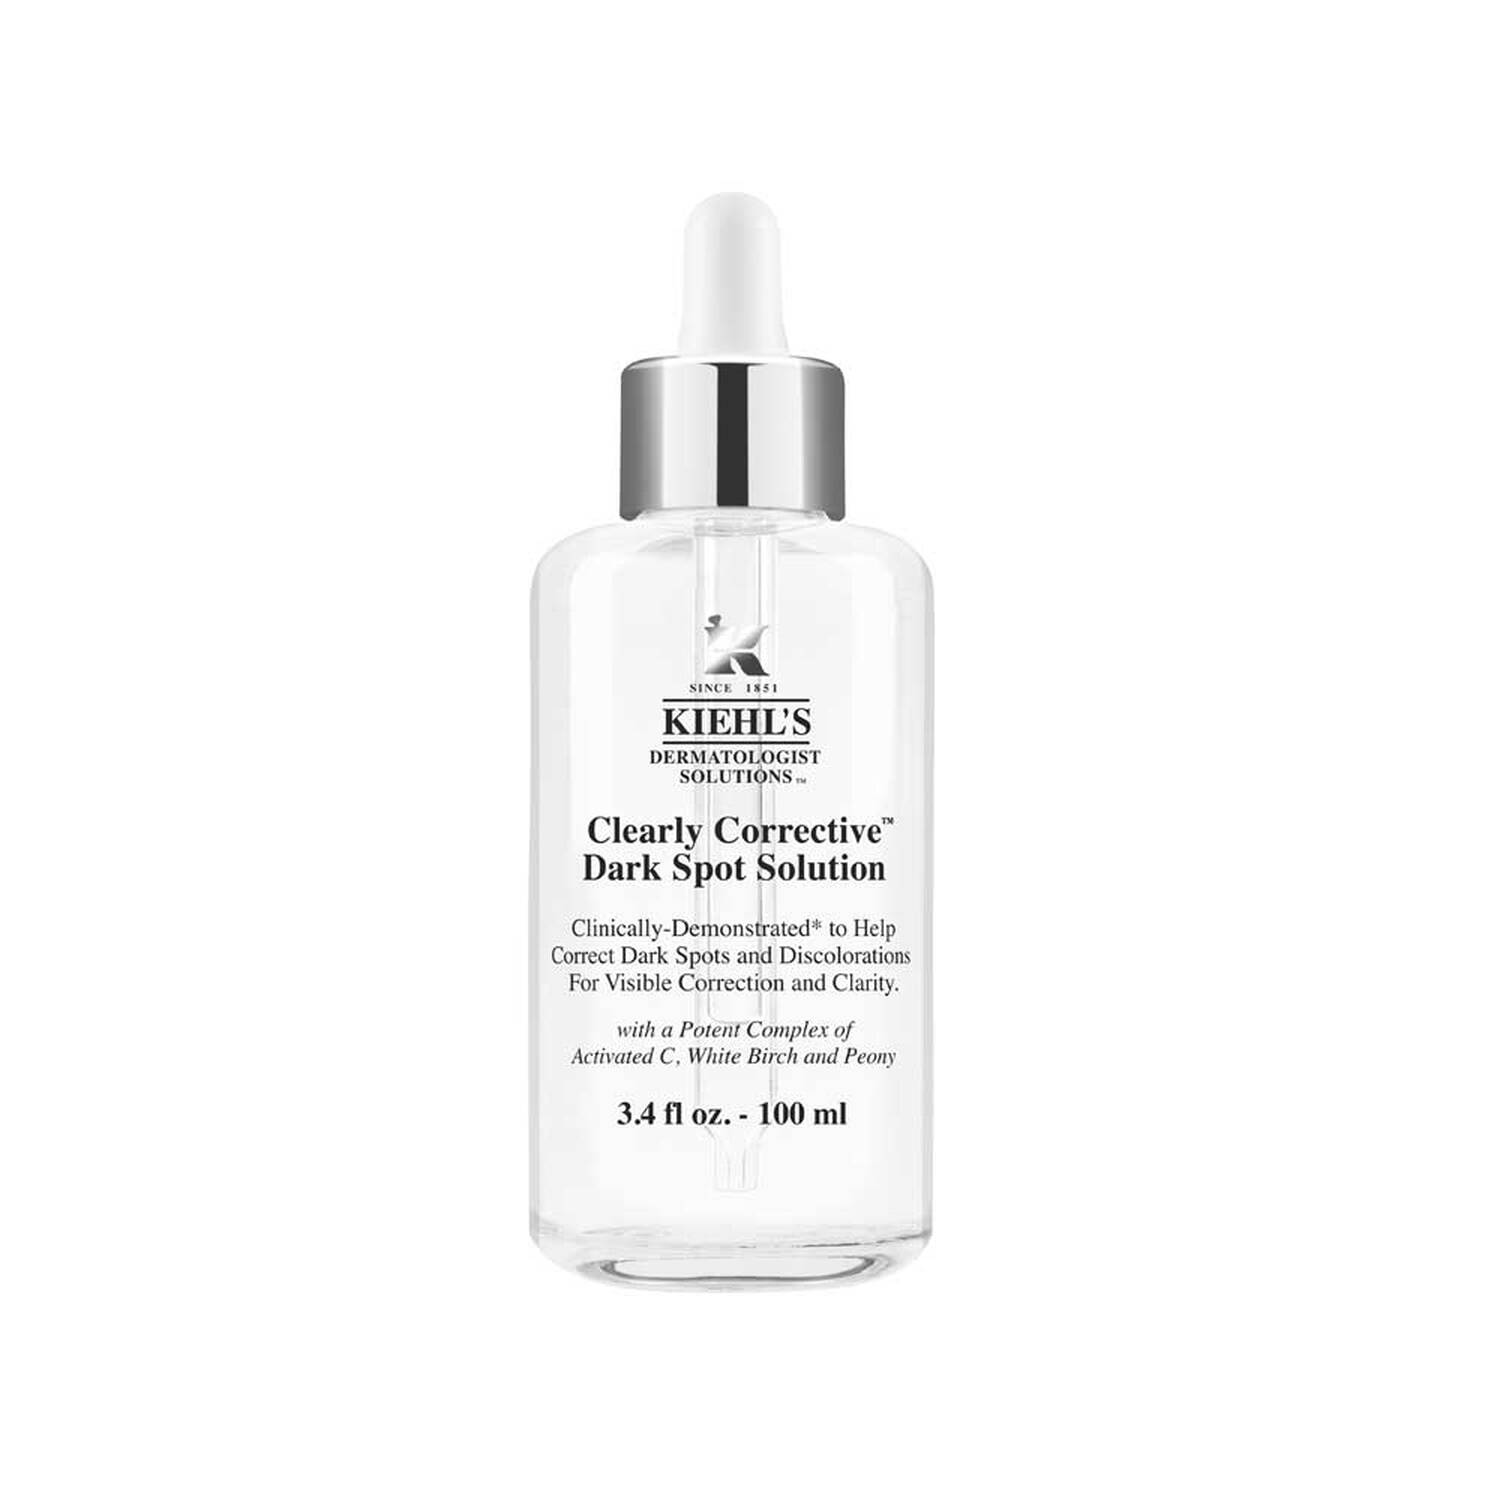 K
SINCE 1851
KIEHL'S
DERMATOLOGIST
SOLUTIONS™
Clearly Corrective™
Dark Spot Solution
Clinically-Demonstrated* to Help
Correct Dark Spots and Discolorations
For Visible Correction and Clarity.
with a Potent Complex of
Activated C, White Birch and Peony
3.4 fl oz. - 100 ml